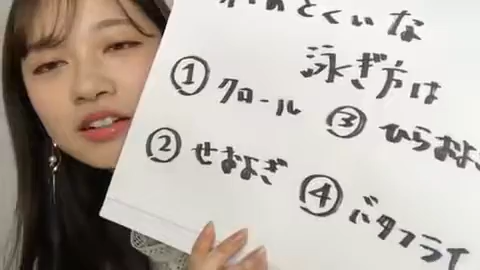 のとくいな
泳ぎ方は
① クロール
② せおよぎ
③ ひらおよ
④ バタフライ